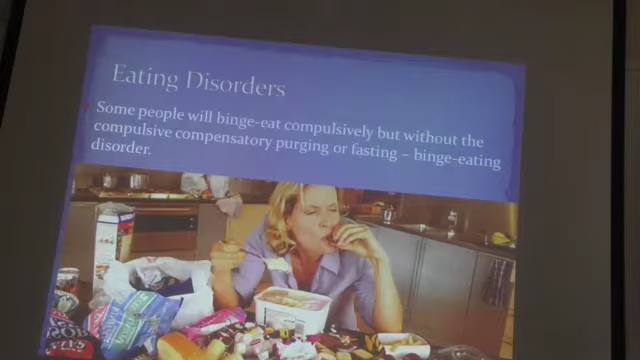 Eating Disorders
Some people will binge-eat compulsively but without the
compulsive compensatory purging or fasting – binge-eating
disorder.